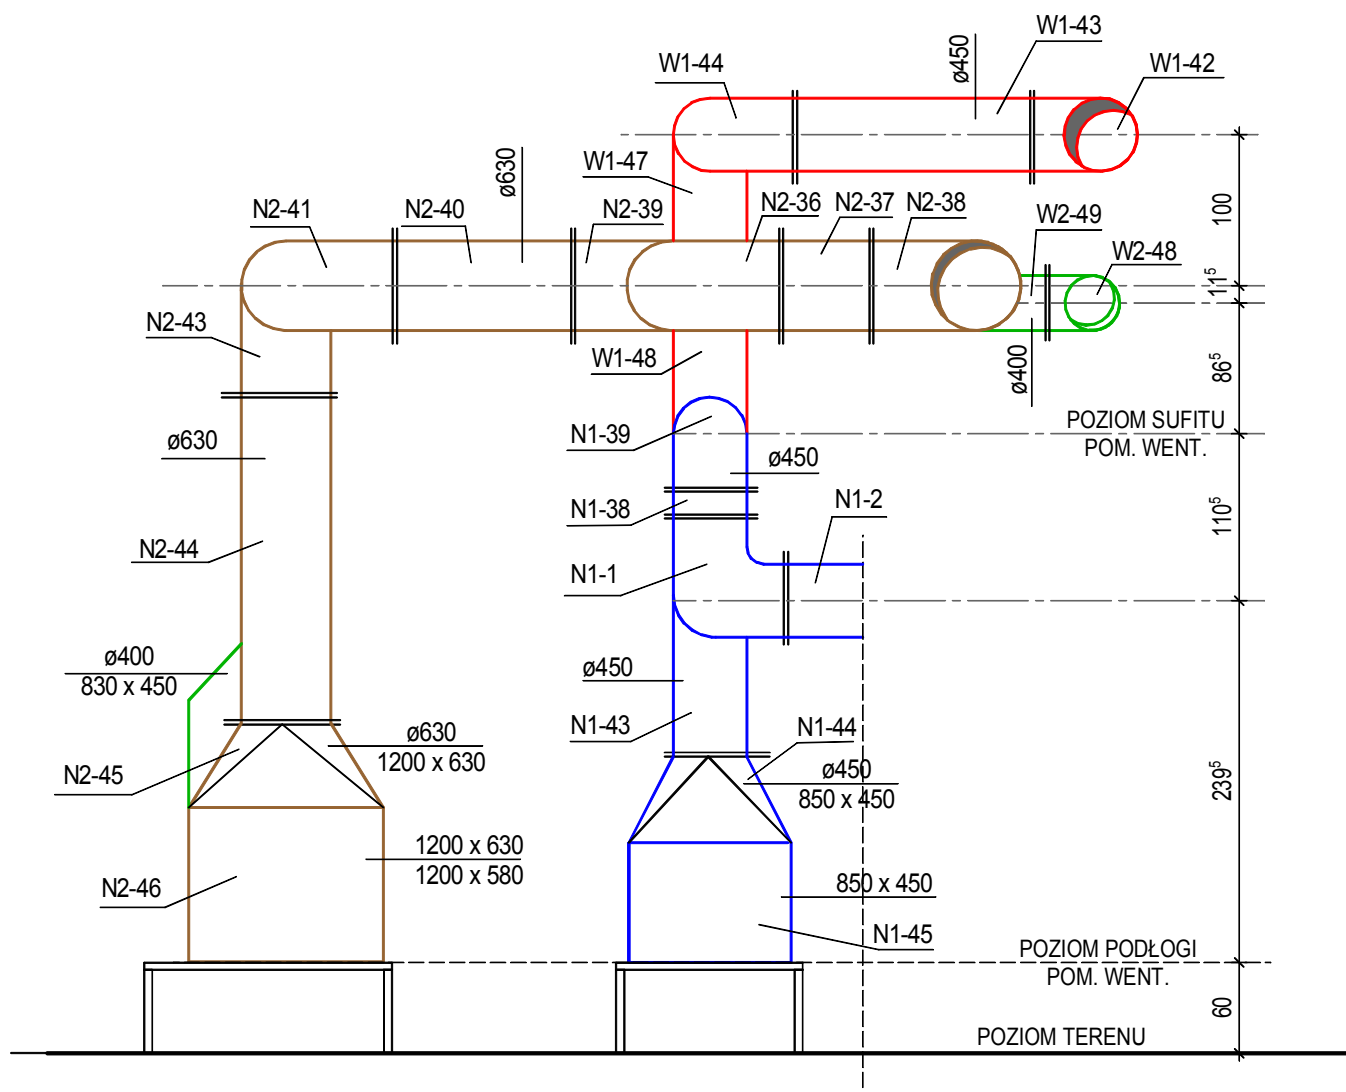 W1-43
W1-44
ø450
W1-42
W1-47
ø630
N2-41
N2-40
N2-39
N2-36
N2-37
N2-38
W2-49
W2-48
100
11⁵
N2-43
W1-48
ø400
86⁵
POZIOM SUFITU
POM. WENT.
N1-39
ø630
ø450
N1-38
N1-2
110⁵
N2-44
N1-1
ø400
830 x 450
ø450
N1-43
N1-44
ø630
1200 x 630
N2-45
ø450
850 x 450
239⁵
1200 x 630
1200 x 580
N2-46
850 x 450
N1-45
POZIOM PODŁOGI
POM. WENT.
60
POZIOM TERENU